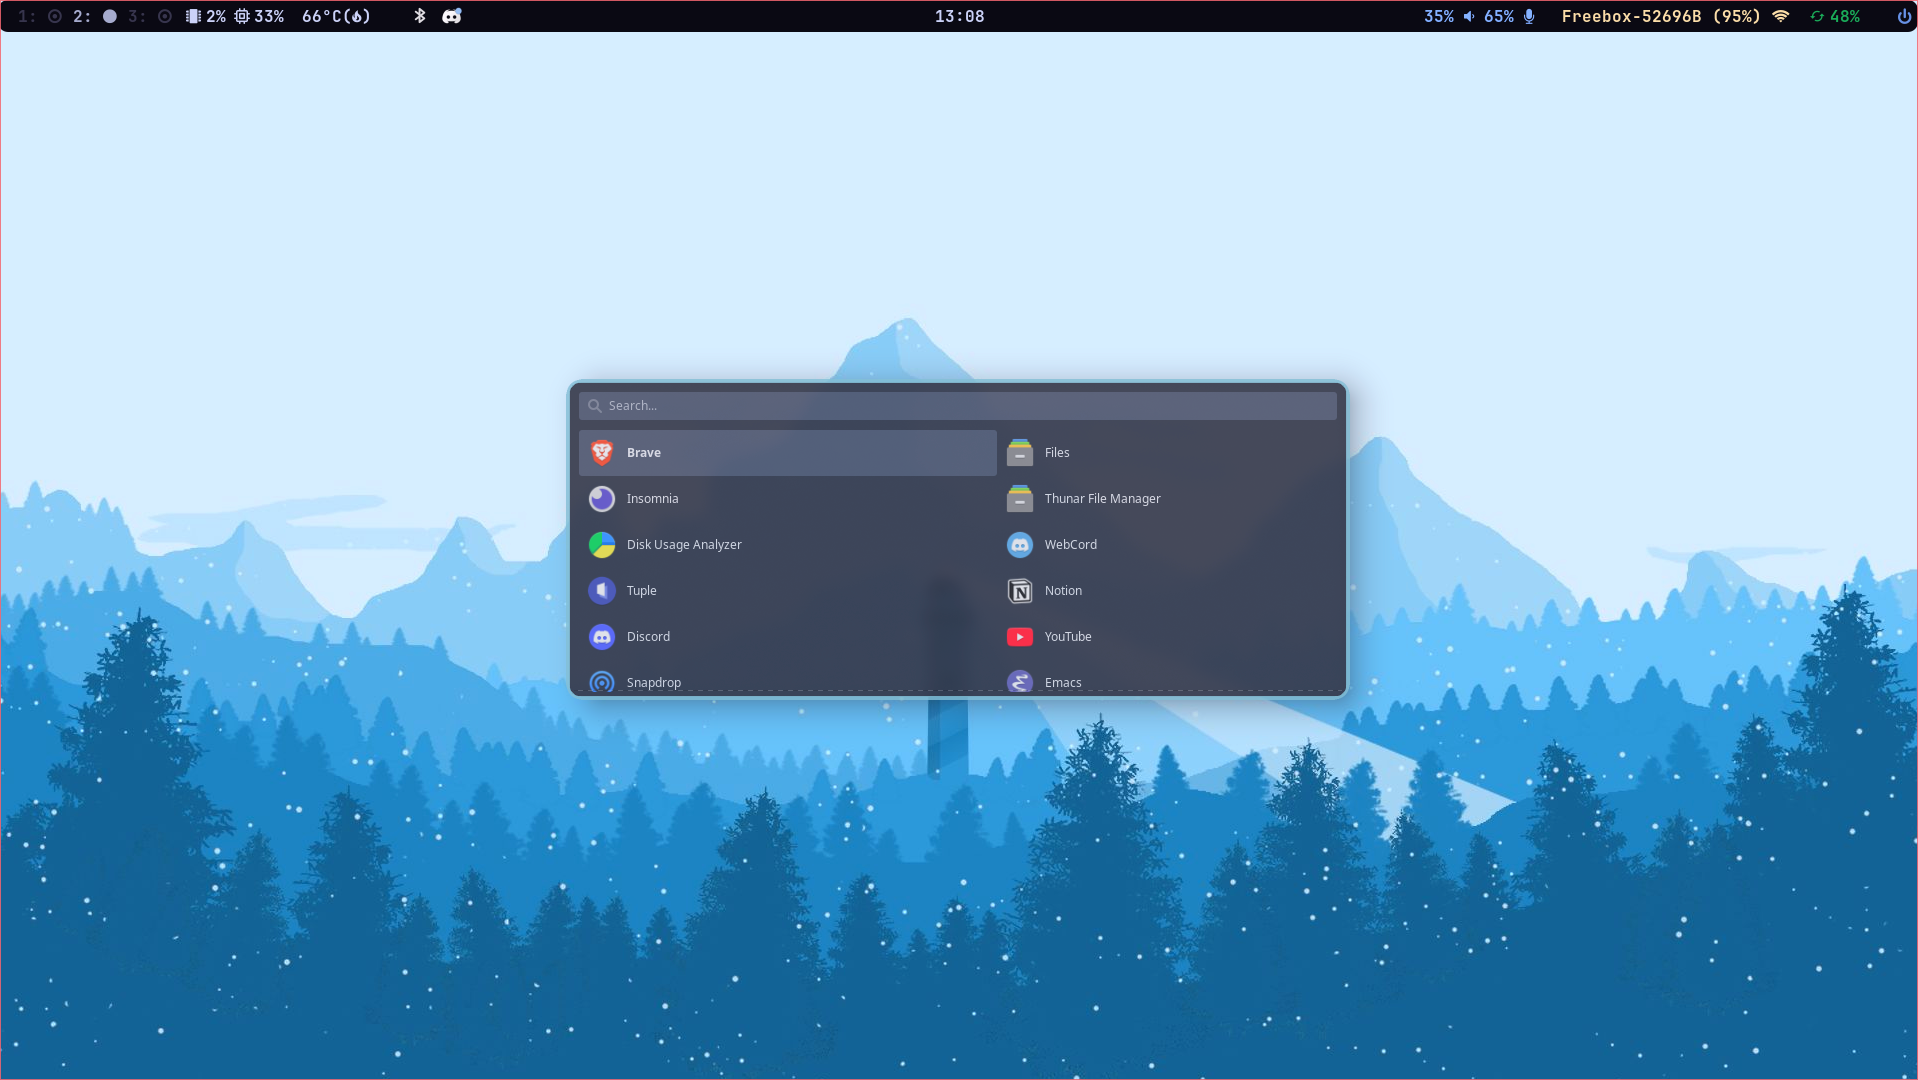 1: 2: 3: 2% 33% 66°C() 13:08 35% 65% Freebox-52696B (95%) 48%
Search...
Brave Files
Insomnia Thunar File Manager
Disk Usage Analyzer WebCord
Tuple Notion
Discord YouTube
Snapdrop Emacs